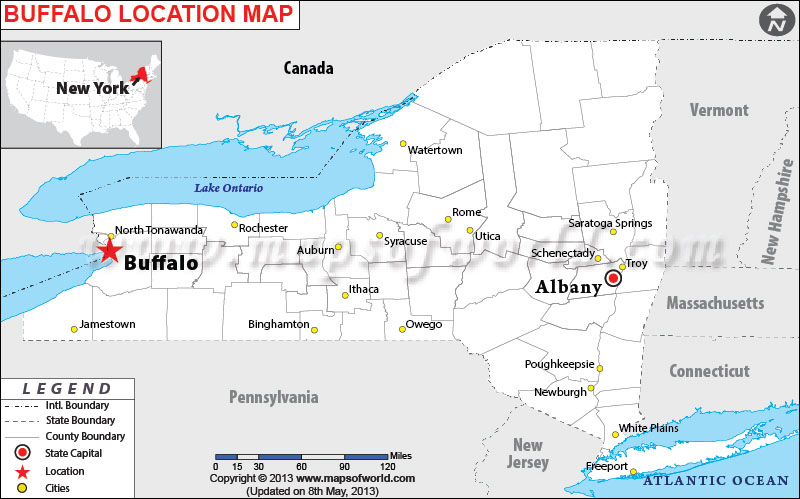 BUFFALO LOCATION MAP
New York
Canada
Vermont
New Hampshire
Watertown
Lake Ontario
Rome
Utica
Saratoga Springs
North Tonawanda
Rochester
Syracuse
Auburn
Schenectady
Troy
mapsofworld.com
Buffalo
Albany
Ithaca
Massachusetts
Jamestown
Binghamton
Owego
Poughkeepsie
Connecticut
Newburgh
Pennsylvania
LEGEND
Intl. Boundary
State Boundary
County Boundary
State Capital
Location
Cities
White Plains
New
Jersey
Freeport
ATLANTIC OCEAN
Miles
0 15 30 60 90 120
Copyright © 2013 www.mapsofworld.com
(Updated on 8th May, 2013)